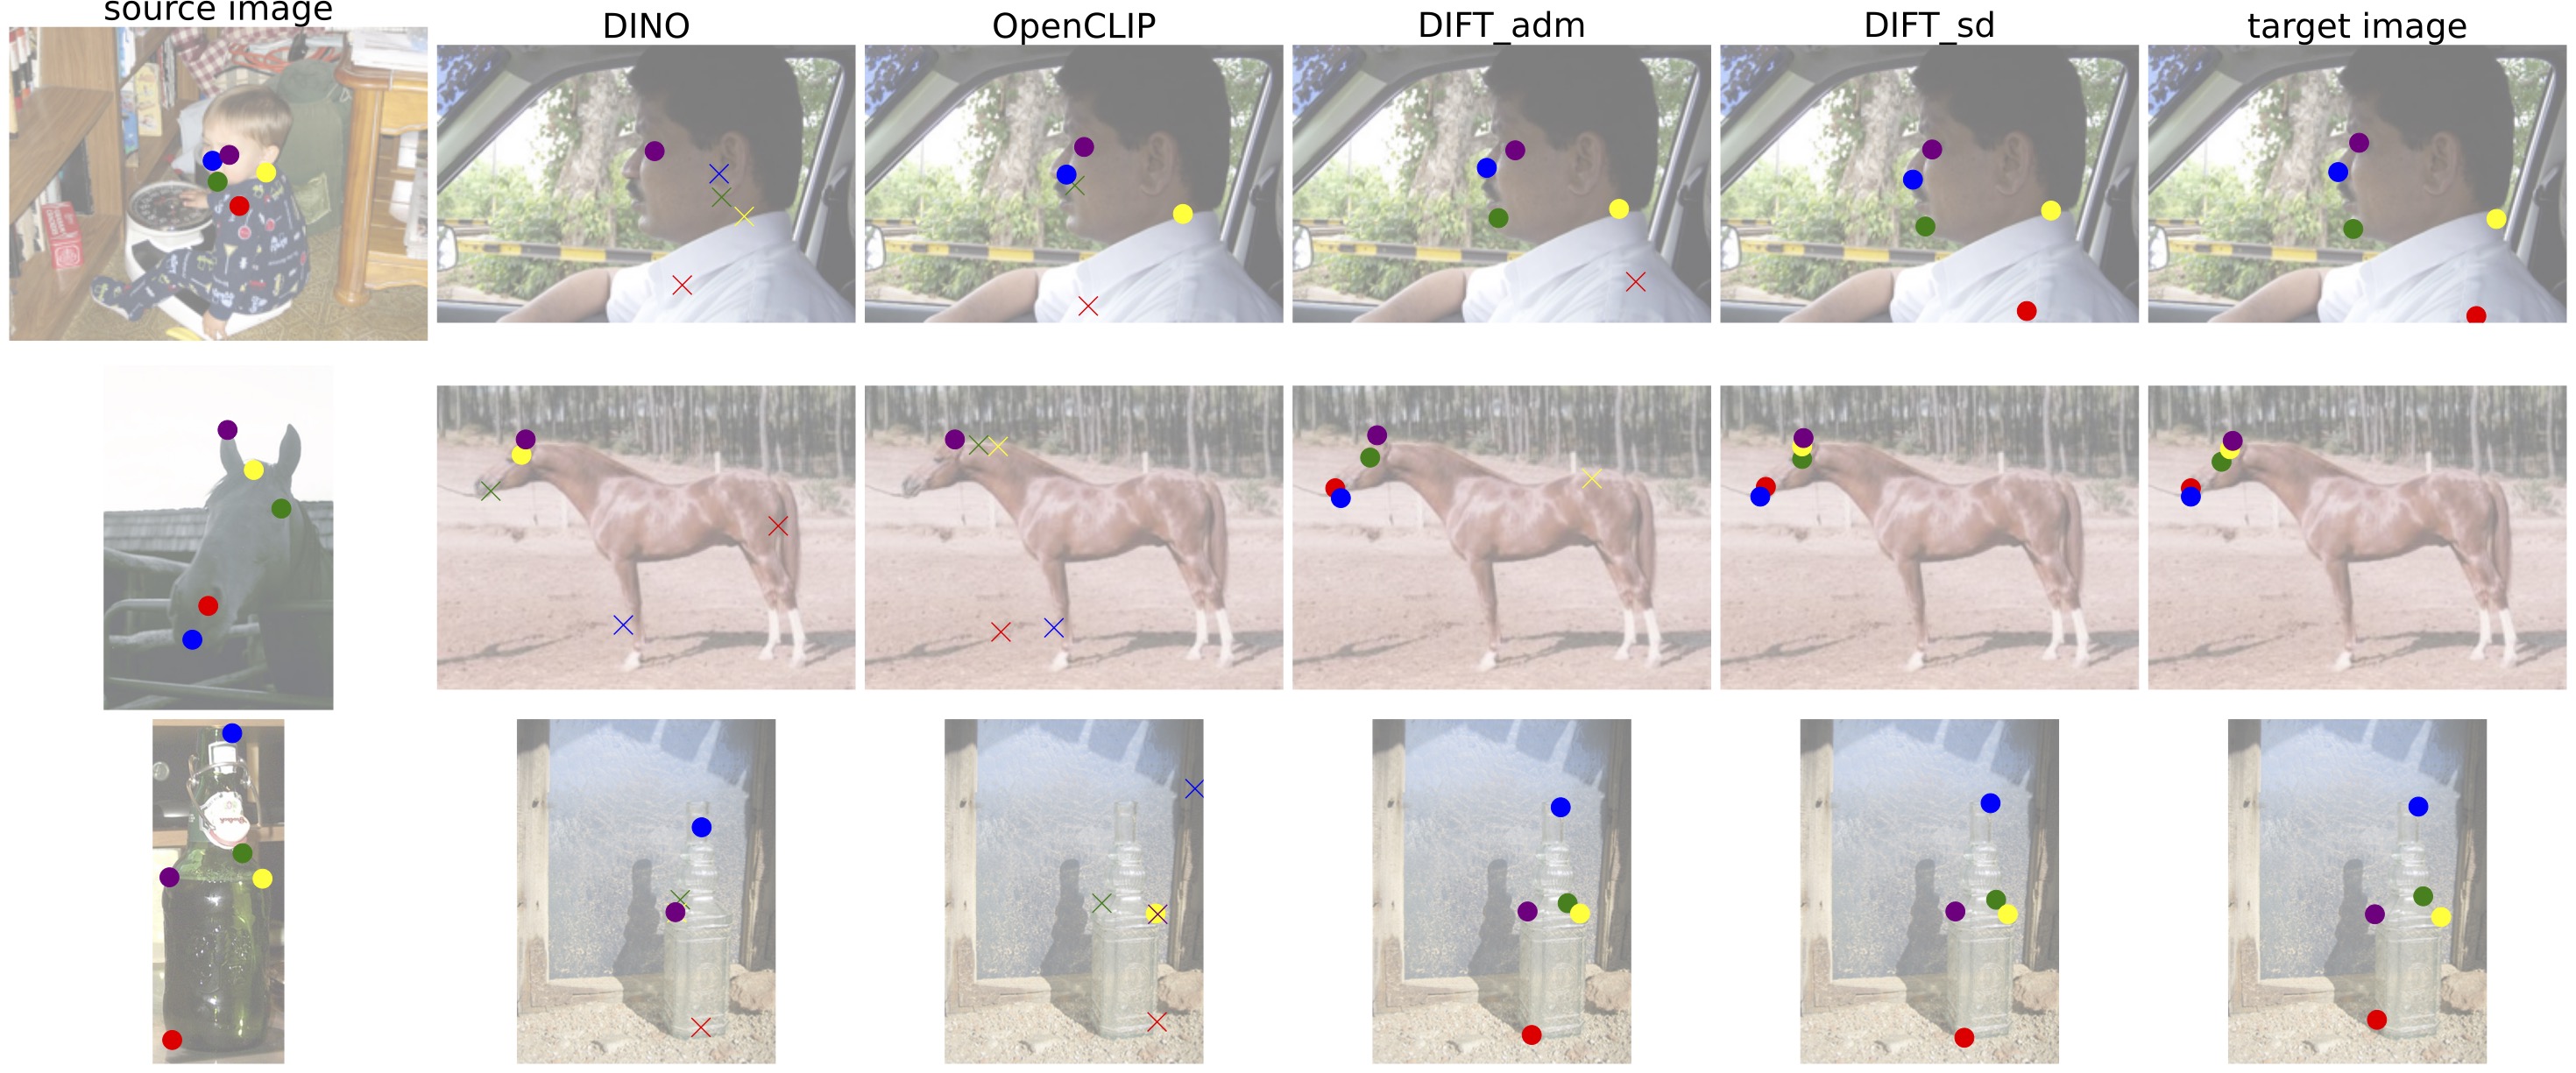 source image
DINO
OpenCLIP
DIFT_adm
DIFT_sd
target image